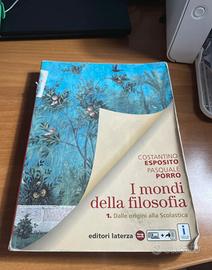 COSTANTINO
ESPOSITO
PASQUALE
PORRO
I mondi
della filosofia
1. Dalle origini alla Scolastica
editori laterza